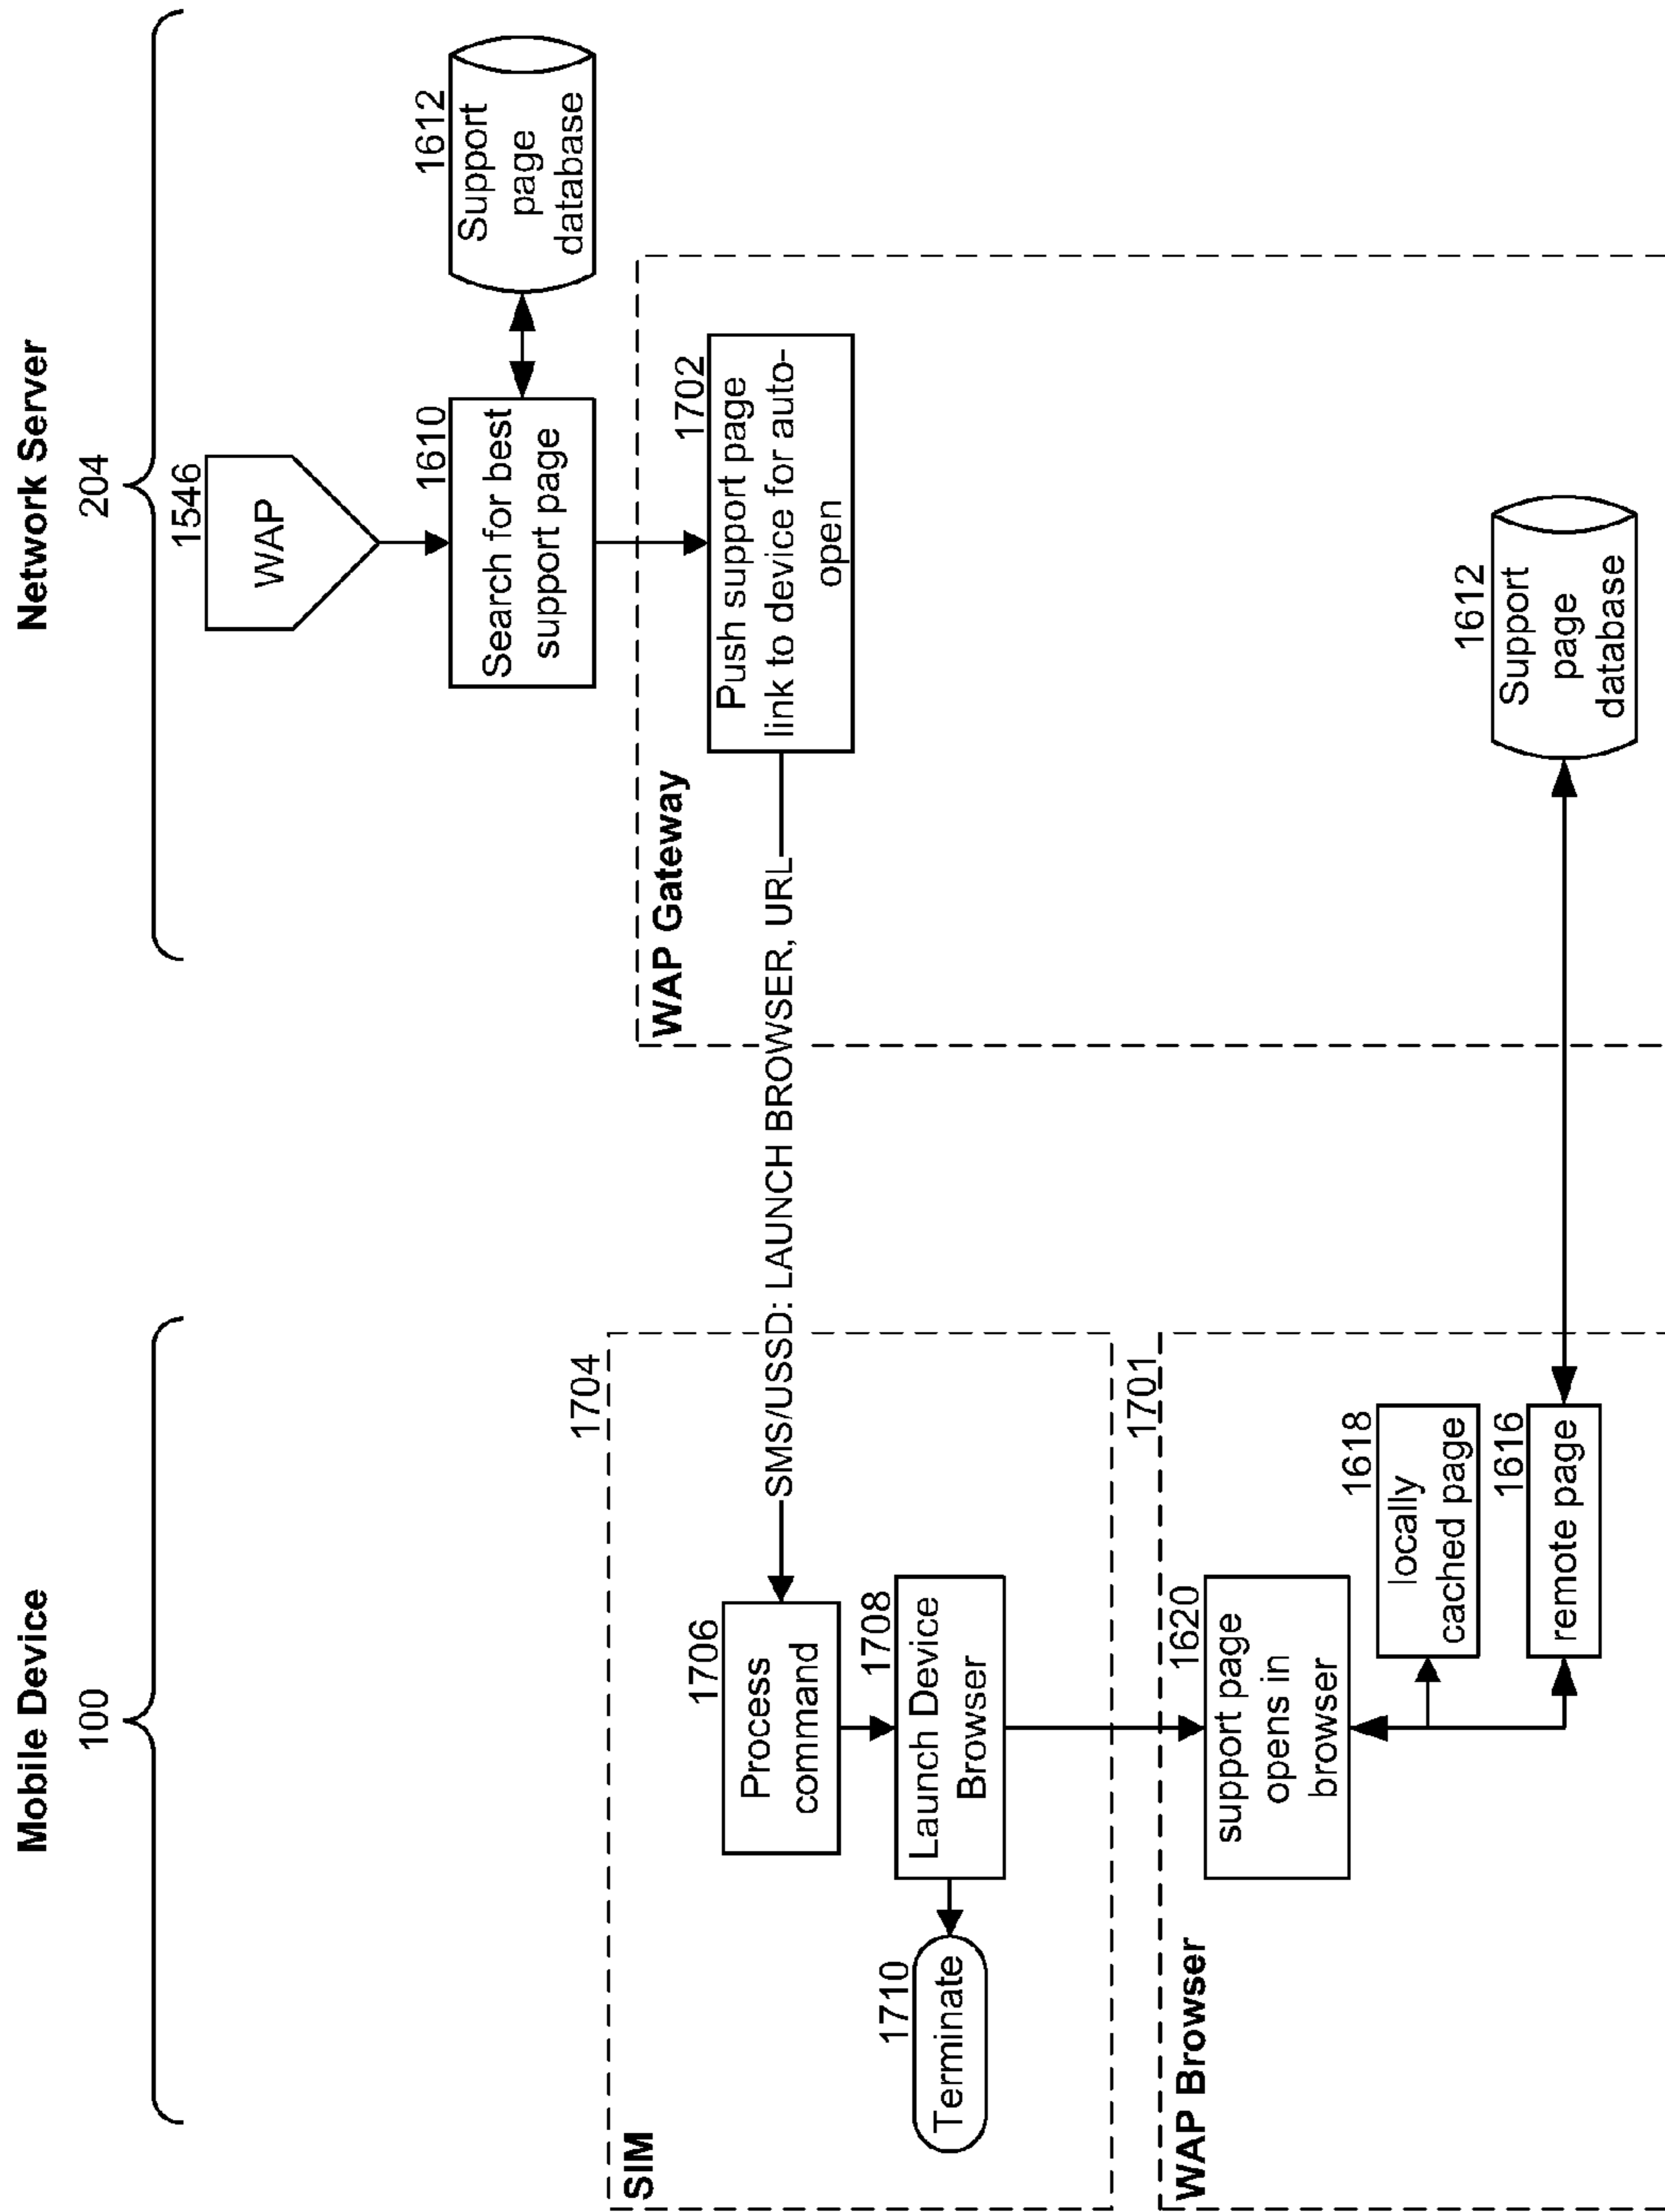 Mobile Device
100
Network Server
204
1546
WAP
1610
Search for best
support page
1612
Support
page
database
WAP Gateway
1702
Push support page
link to device for auto-
open
SMS/USSD: LAUNCH BROWSER, URL
SIM
1704
1706
Process
command
1708
Launch Device
Browser
1710
Terminate
WAP Browser
1701
1620
support page
opens in
browser
1618
locally
cached page
1616
remote page
1612
Support
page
database